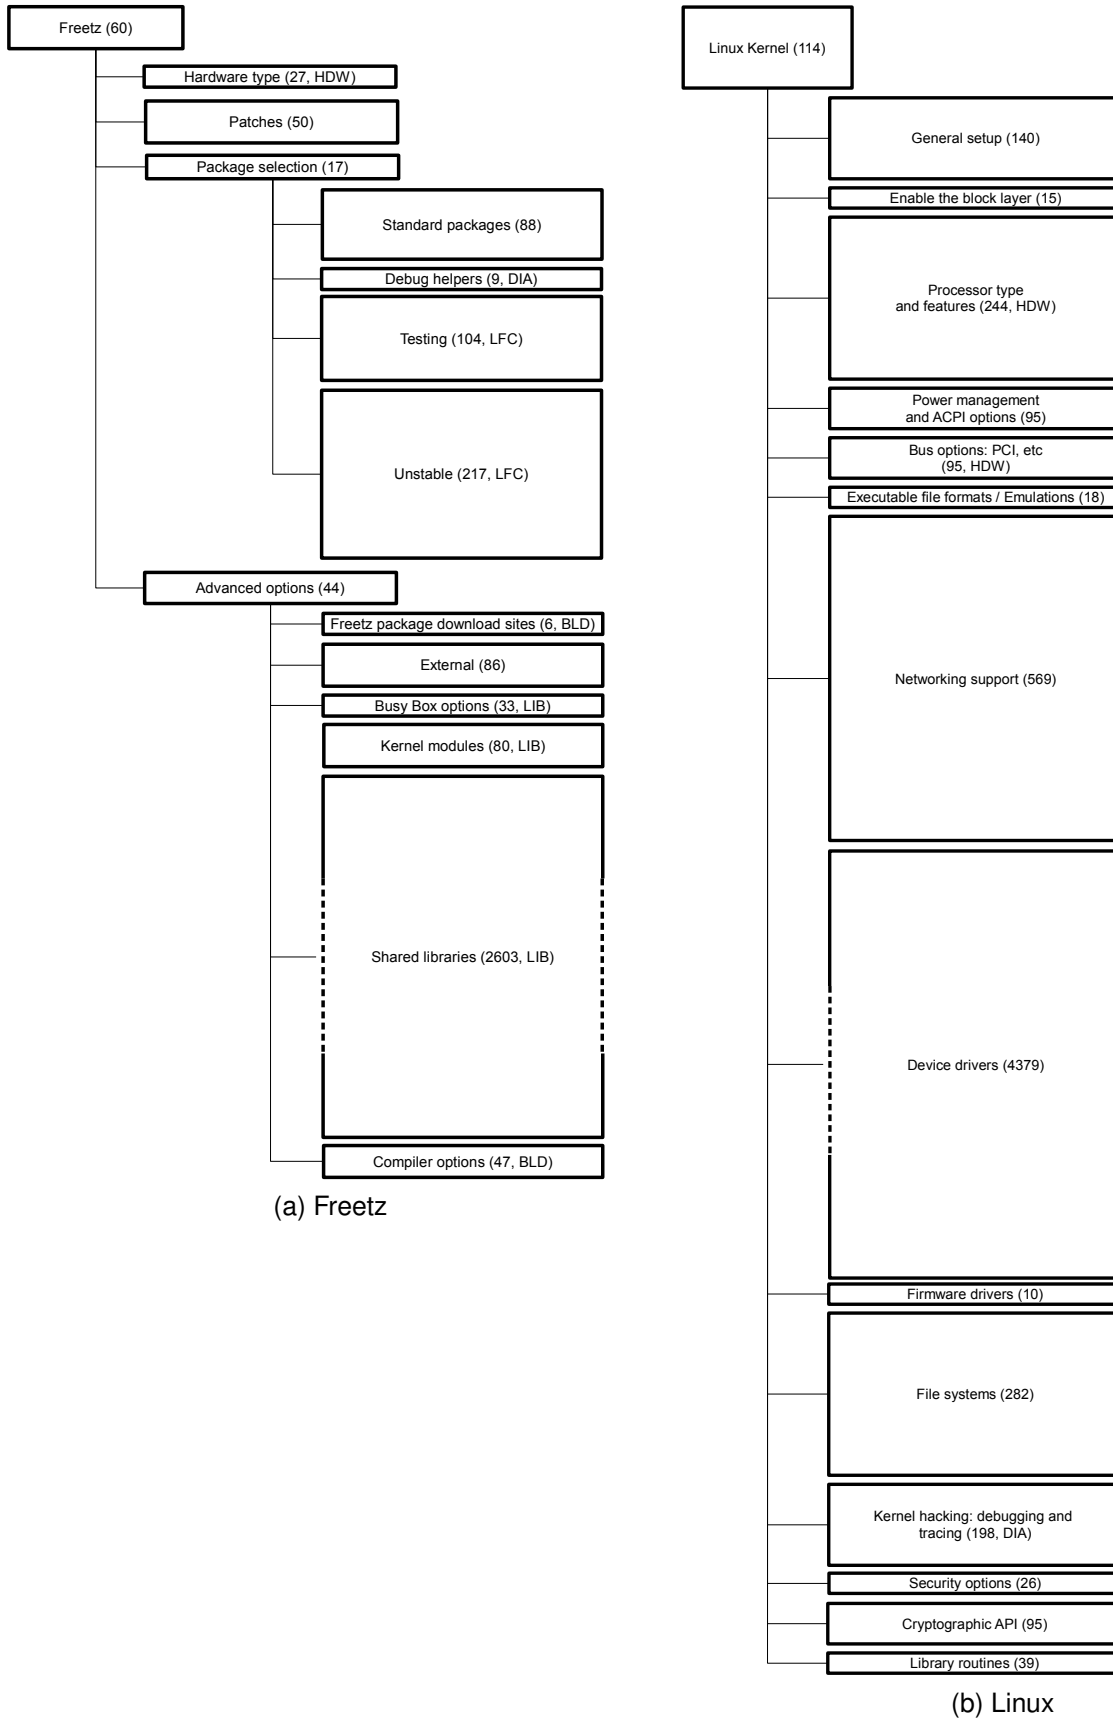 Freetz (60)
Hardware type (27, HDW)
Patches (50)
Package selection (17)
Standard packages (88)
Debug helpers (9, DIA)
Testing (104, LFC)
Unstable (217, LFC)
Advanced options (44)
Freetz package download sites (6, BLD)
External (86)
Busy Box options (33, LIB)
Kernel modules (80, LIB)
Shared libraries (2603, LIB)
Compiler options (47, BLD)
(a) Freetz
Linux Kernel (114)
General setup (140)
Enable the block layer (15)
Processor type
and features (244, HDW)
Power management
and ACPI options (95)
Bus options: PCI, etc
(95, HDW)
Executable file formats / Emulations (18)
Networking support (569)
Device drivers (4379)
Firmware drivers (10)
File systems (282)
Kernel hacking: debugging and
tracing (198, DIA)
Security options (26)
Cryptographic API (95)
Library routines (39)
(b) Linux